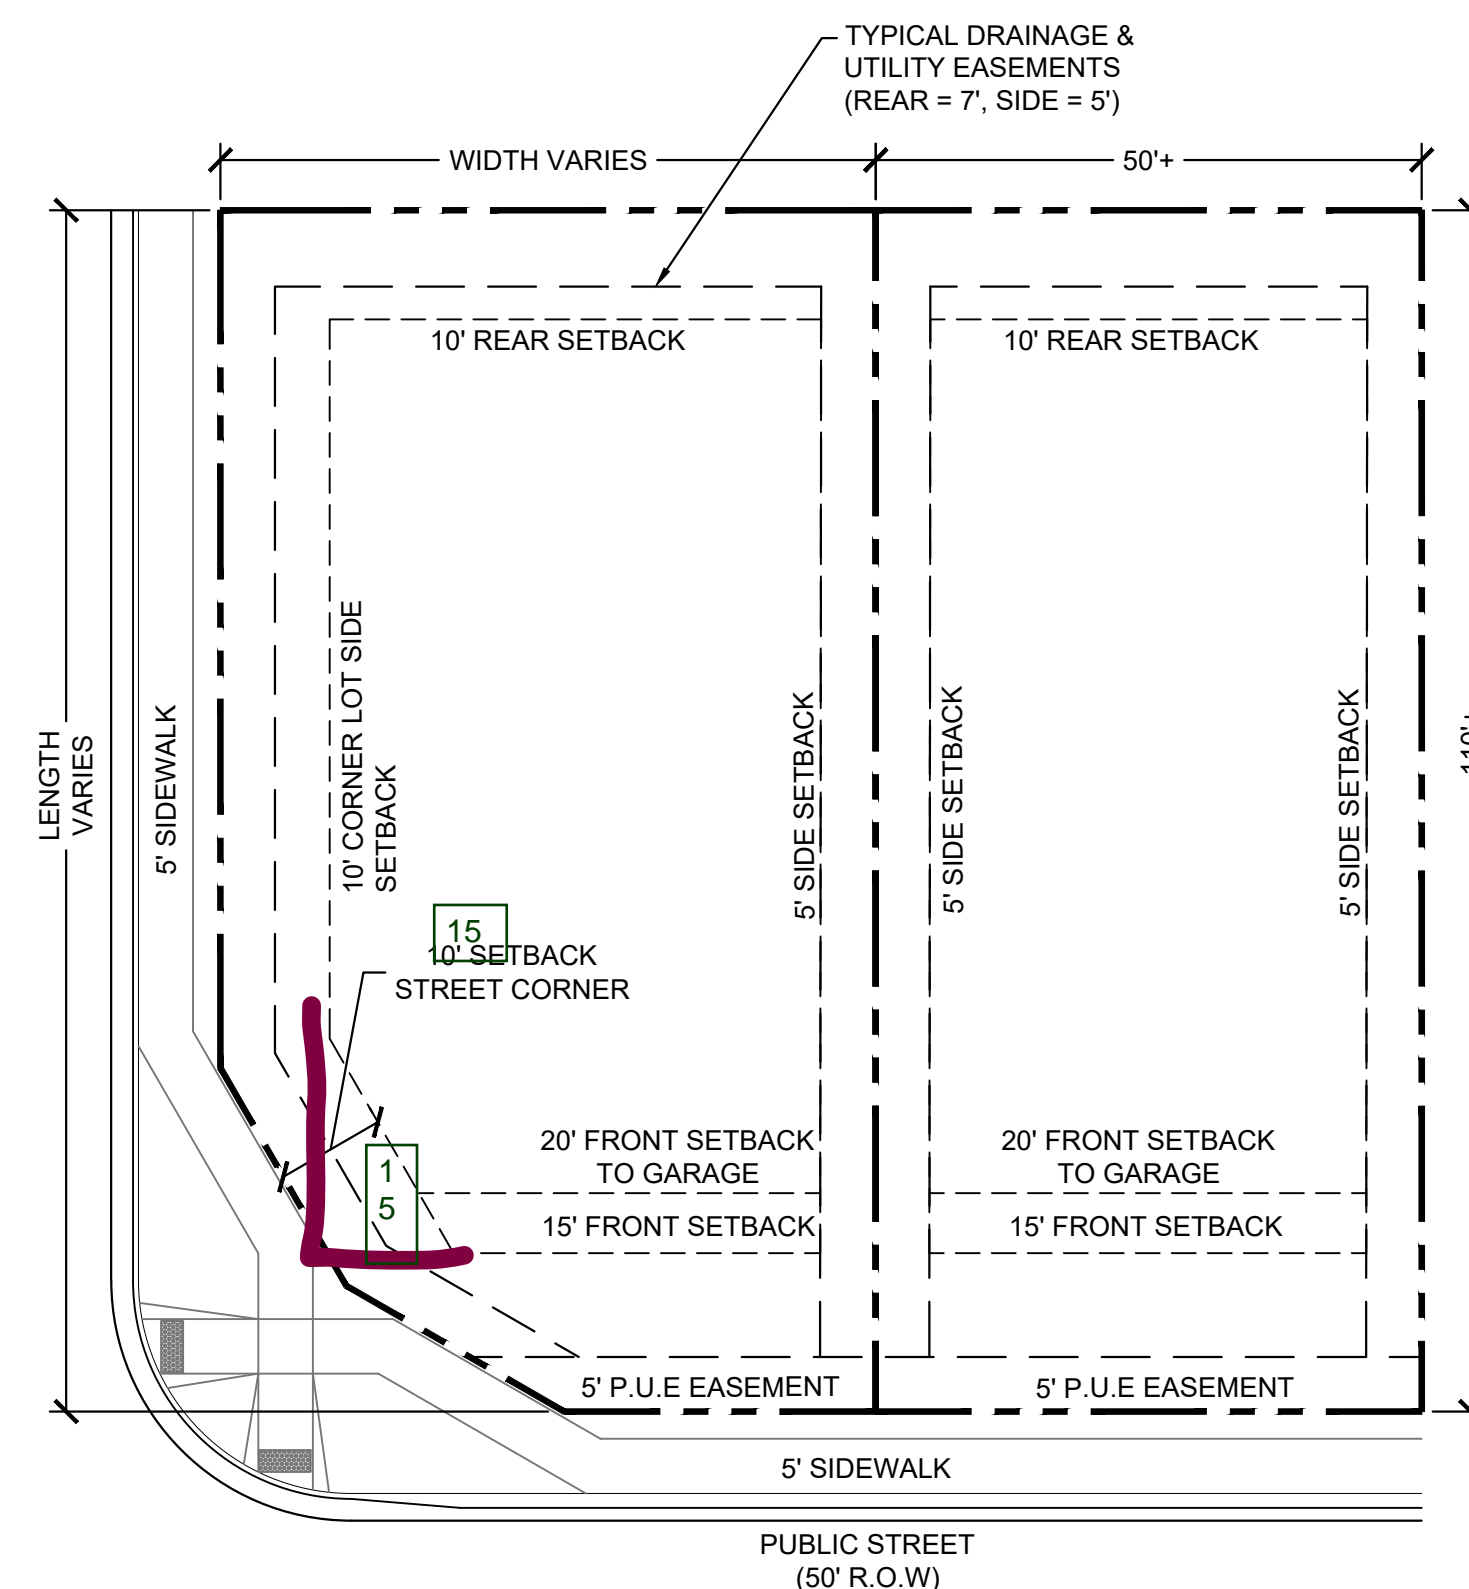 TYPICAL DRAINAGE &
UTILITY EASEMENTS
(REAR = 7', SIDE = 5')
WIDTH VARIES
50'+
10' REAR SETBACK
10' REAR SETBACK
LENGTH
VARIES
5' SIDEWALK
10' CORNER LOT SIDE
SETBACK
5' SIDE SETBACK
5' SIDE SETBACK
5' SIDE SETBACK
15
10' SETBACK
STREET CORNER
1
5
20' FRONT SETBACK
TO GARAGE
15' FRONT SETBACK
20' FRONT SETBACK
TO GARAGE
15' FRONT SETBACK
5' P.U.E EASEMENT
5' P.U.E EASEMENT
5' SIDEWALK
PUBLIC STREET
(50' R.O.W)